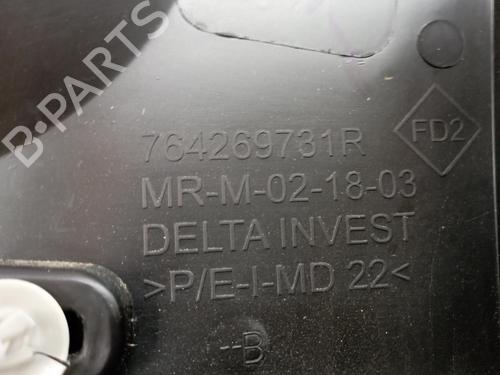 B-PARTS
764269731R
FD2
MR-M-02-18-03
DELTA INVEST
>P/E-I-MD 22<
--B